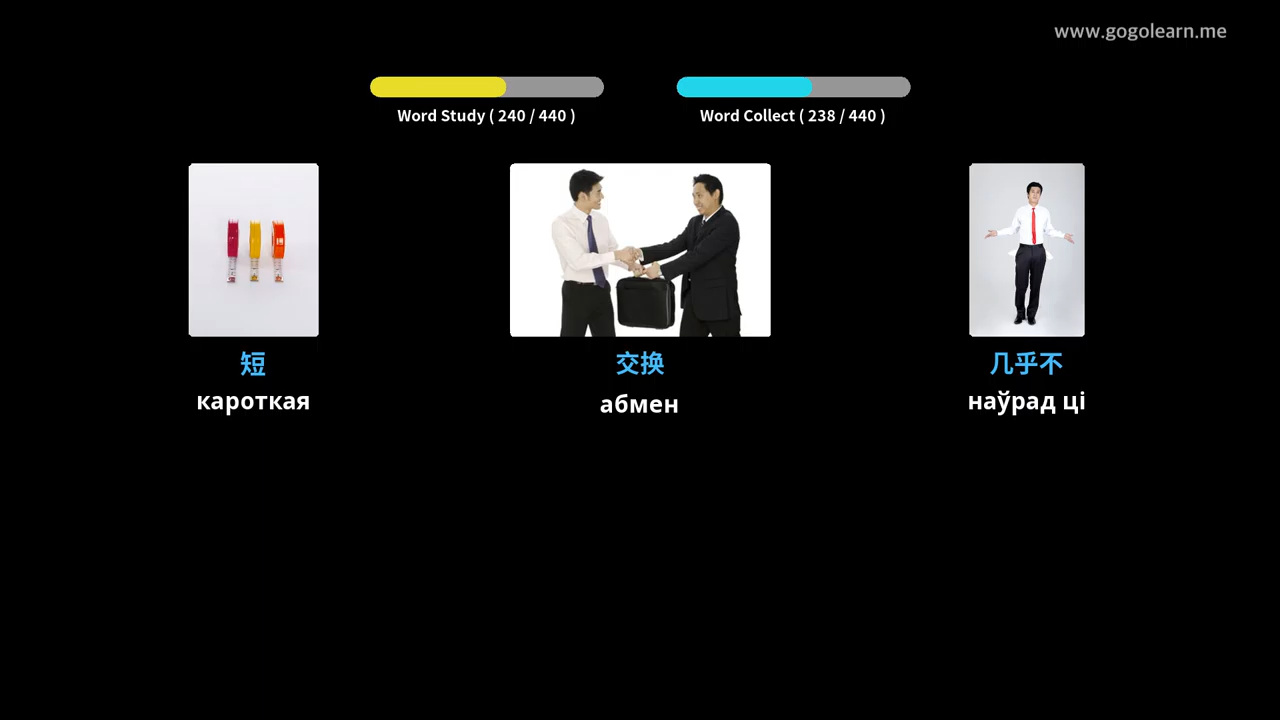 www.gogolearn.me
Word Study ( 240 / 440 )
Word Collect ( 238 / 440 )
短
кароткая
交换
абмен
几乎不
наўрад ці